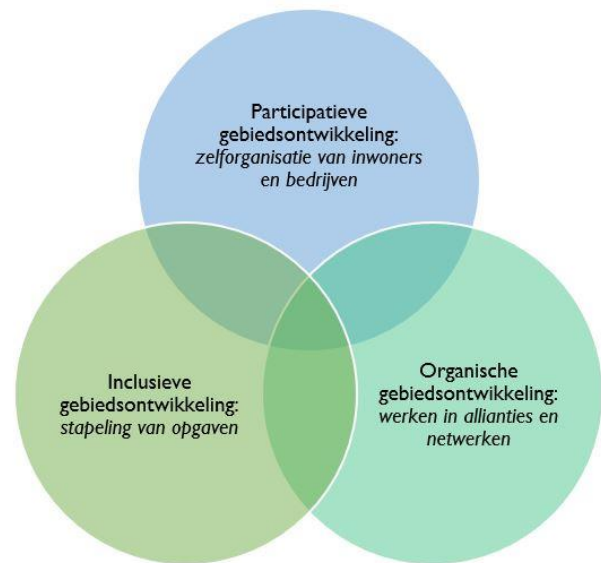 Participatieve
gebiedsontwikkeling:
zelforganisatie van inwoners
en bedrijven
Inclusieve
gebiedsontwikkeling:
stapeling van opgaven
Organische
gebiedsontwikkeling:
werken in allianties en
netwerken